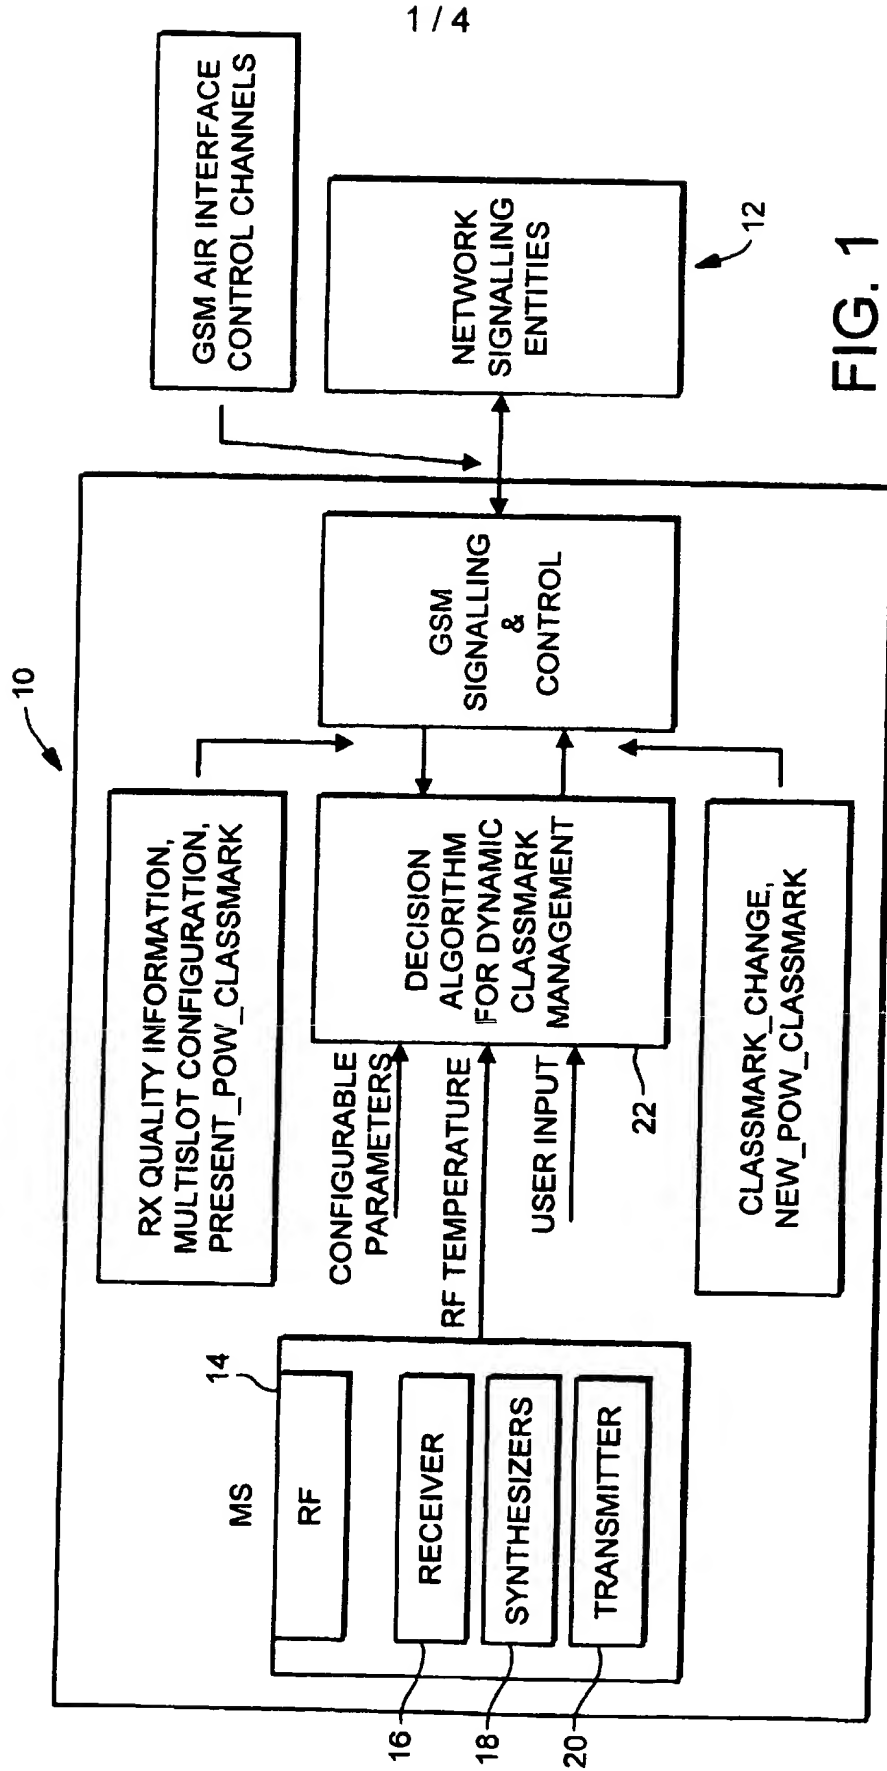 1 / 4
10
MS
14
RF
RECEIVER
SYNTHESIZERS
TRANSMITTER
16
18
20
RX QUALITY INFORMATION,
MULTISLOT CONFIGURATION,
PRESENT_POW_CLASSMARK
CONFIGURABLE
PARAMETERS
RF TEMPERATURE
USER INPUT
DECISION
ALGORITHM
FOR DYNAMIC
CLASSMARK
MANAGEMENT
22
CLASSMARK_CHANGE,
NEW_POW_CLASSMARK
GSM
SIGNALLING
&
CONTROL
GSM AIR INTERFACE
CONTROL CHANNELS
NETWORK
SIGNALLING
ENTITIES
12
FIG. 1